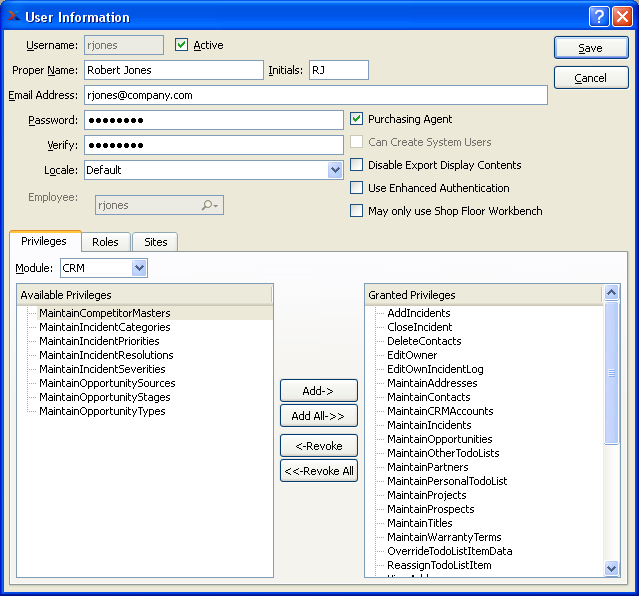 User Information
Username: rjones Active Save
Proper Name: Robert Jones Initials: RJ Cancel
Email Address: rjones@company.com
Password: ●●●●●●●● Purchasing Agent
Can Create System Users
Verify: ●●●●●●●●
Locale: Default Disable Export Display Contents
Use Enhanced Authentication
Employee: rjones May only use Shop Floor Workbench
Privileges Roles Sites
Module: CRM
Available Privileges
MaintainCompetitorMasters
MaintainIncidentCategories
MaintainIncidentPriorities
MaintainIncidentResolutions
MaintainIncidentSeverities
MaintainOpportunitySources
MaintainOpportunityStages
MaintainOpportunityTypes
Add->
Add All->>
<-Revoke
<<-Revoke All
Granted Privileges
AddIncidents
CloseIncident
DeleteContacts
EditOwner
EditOwnIncidentLog
MaintainAddresses
MaintainContacts
MaintainCRMAccounts
MaintainIncidents
MaintainOpportunities
MaintainOtherTodoLists
MaintainPartners
MaintainPersonalTodoList
MaintainProjects
MaintainProspects
MaintainTitles
MaintainWarrantyTerms
OverrideTodoListItemData
ReassignTodoListItem